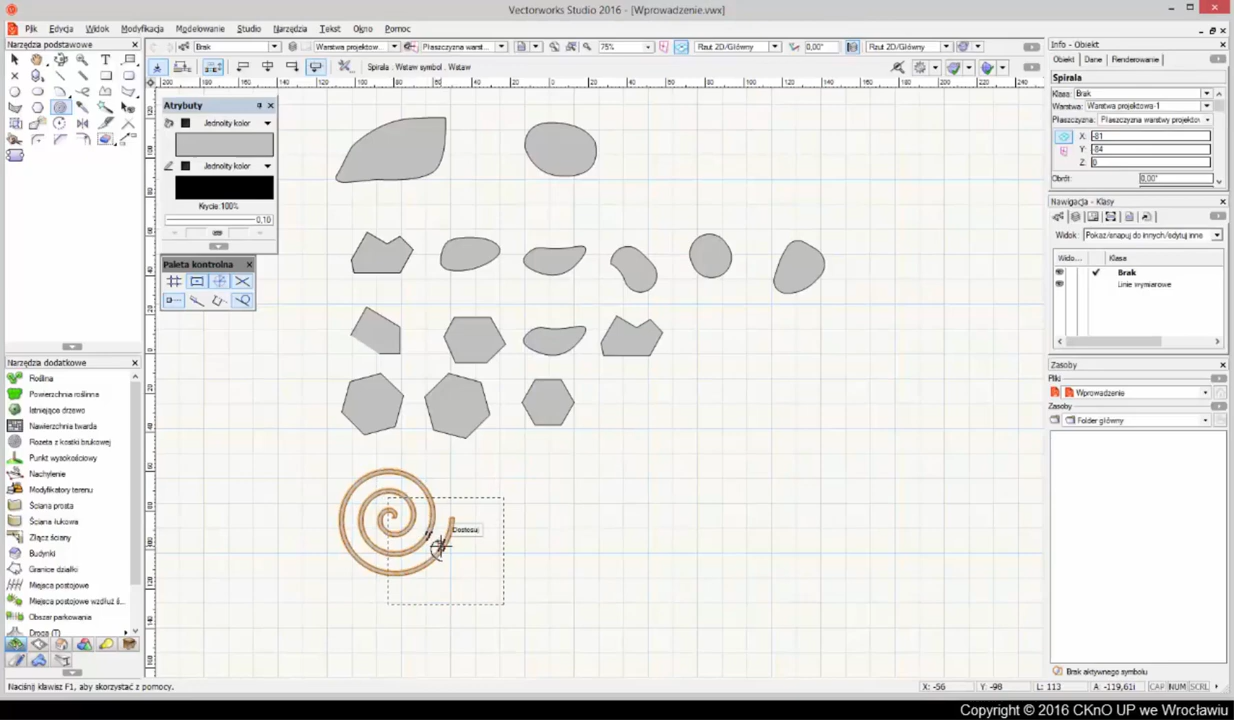 Vectorworks Studio 2016 - [Wprowadzenie.vwx]
Plik Edycja Widok Modyfikacja Modelowanie Studio Narzędzia Tekst Okno Pomoc
Narzędzia podstawowe
Brak
Warstwa projektow...
Płaszczyzna warst...
75%
Rzut 2D/Główny
0,00°
Rzut 2D/Główny
Spirala : Wstaw symbol : Wstaw
Atrybuty
Jednolity kolor
Jednolity kolor
Krycie:100%
0,10
Paleta kontrolna
Dostosuj
Narzędzia dodatkowe
Roślina
Powierzchnia roślinna
Istniejące drzewo
Nawierzchnia twarda
Rozeta z kostki brukowej
Punkt wysokościowy
Nachylenie
Modyfikatory terenu
Ściana prosta
Ściana łukowa
Złącz ściany
Budynki
Granice działki
Miejsca postojowe
Miejsca postojowe wzdłuż ś...
Obszar parkowania
Droga (T)
Info - Obiekt
Obiekt Dane Renderowanie
Spirala
Klasa: Brak
Warstwa: Warstwa projektowa-1
Płaszczyzna: Płaszczyzna warstwy projektow
X: -81
Y: -84
Z: 0
Obrót: 0,00°
Nawigacja - Klasy
Widok: Pokaż/snapuj do innych/edytuj inne
Wido... Klasa
Brak
Linie wymiarowe
Zasoby
Pliki
Wprowadzenie
Zasoby
Folder główny
Brak aktywnego symbolu
Naciśnij klawisz F1, aby skorzystać z pomocy.
X: -56 Y: -98 L: 113 A: -119,61 CAP NUM SCRL
Copyright © 2016 CKnO UP we Wrocławiu